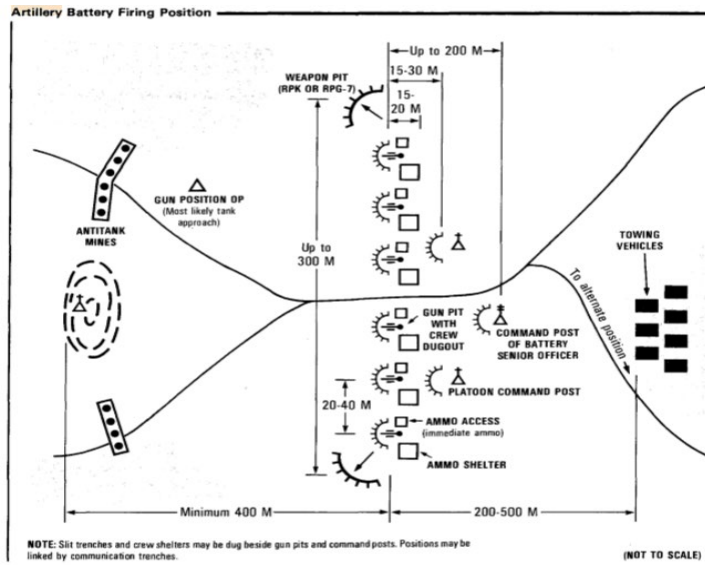 Artillery Battery Firing Position
Up to 200 M
WEAPON PIT
(RPK OR RPG-7)
15-30 M
15-
20 M
GUN POSITION OP
(Most likely tank
approach)
ANTITANK
MINES
Up to
300 M
TOWING
VEHICLES
To alternate position
GUN PIT
WITH
CREW
DUGOUT
COMMAND POST
OF BATTERY
SENIOR OFFICER
PLATOON COMMAND POST
20-40 M
AMMO ACCESS
(immediate ammo)
AMMO SHELTER
Minimum 400 M
200-500 M
NOTE: Slit trenches and crew shelters may be dug beside gun pits and command posts. Positions may be
linked by communication trenches.
(NOT TO SCALE)